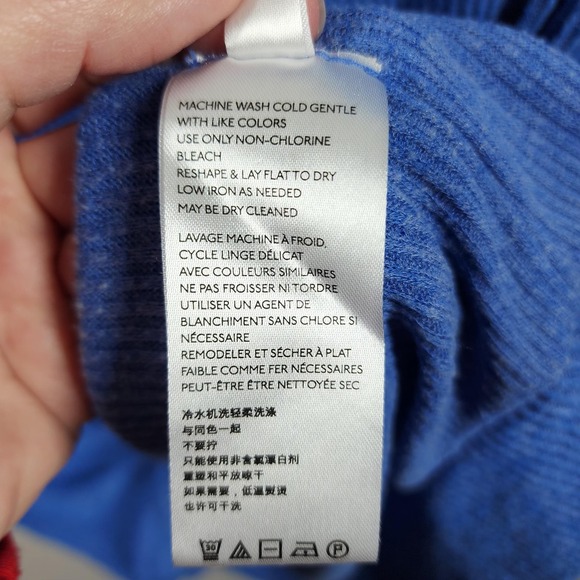 MACHINE WASH COLD GENTLE
WITH LIKE COLORS
USE ONLY NON-CHLORINE
BLEACH
RESHAPE & LAY FLAT TO DRY
LOW IRON AS NEEDED
MAY BE DRY CLEANED
LAVAGE MACHINE À FROID,
CYCLE LINGE DÉLICAT
AVEC COULEURS SIMILAIRES
NE PAS FROISSER NI TORDRE
UTILISER UN AGENT DE
BLANCHIMENT SANS CHLORE SI
NÉCESSAIRE
REMODELER ET SÉCHER À PLAT
FAIBLE COMME FER NÉCESSAIRES
PEUT-ÊTRE ÊTRE NETTOYÉE SEC
冷水机洗轻柔洗涤
与同色一起
不要拧
只能使用非含氯漂白剂
重塑和平放晾干
如果需要，低温熨烫
也许可干洗
30 P